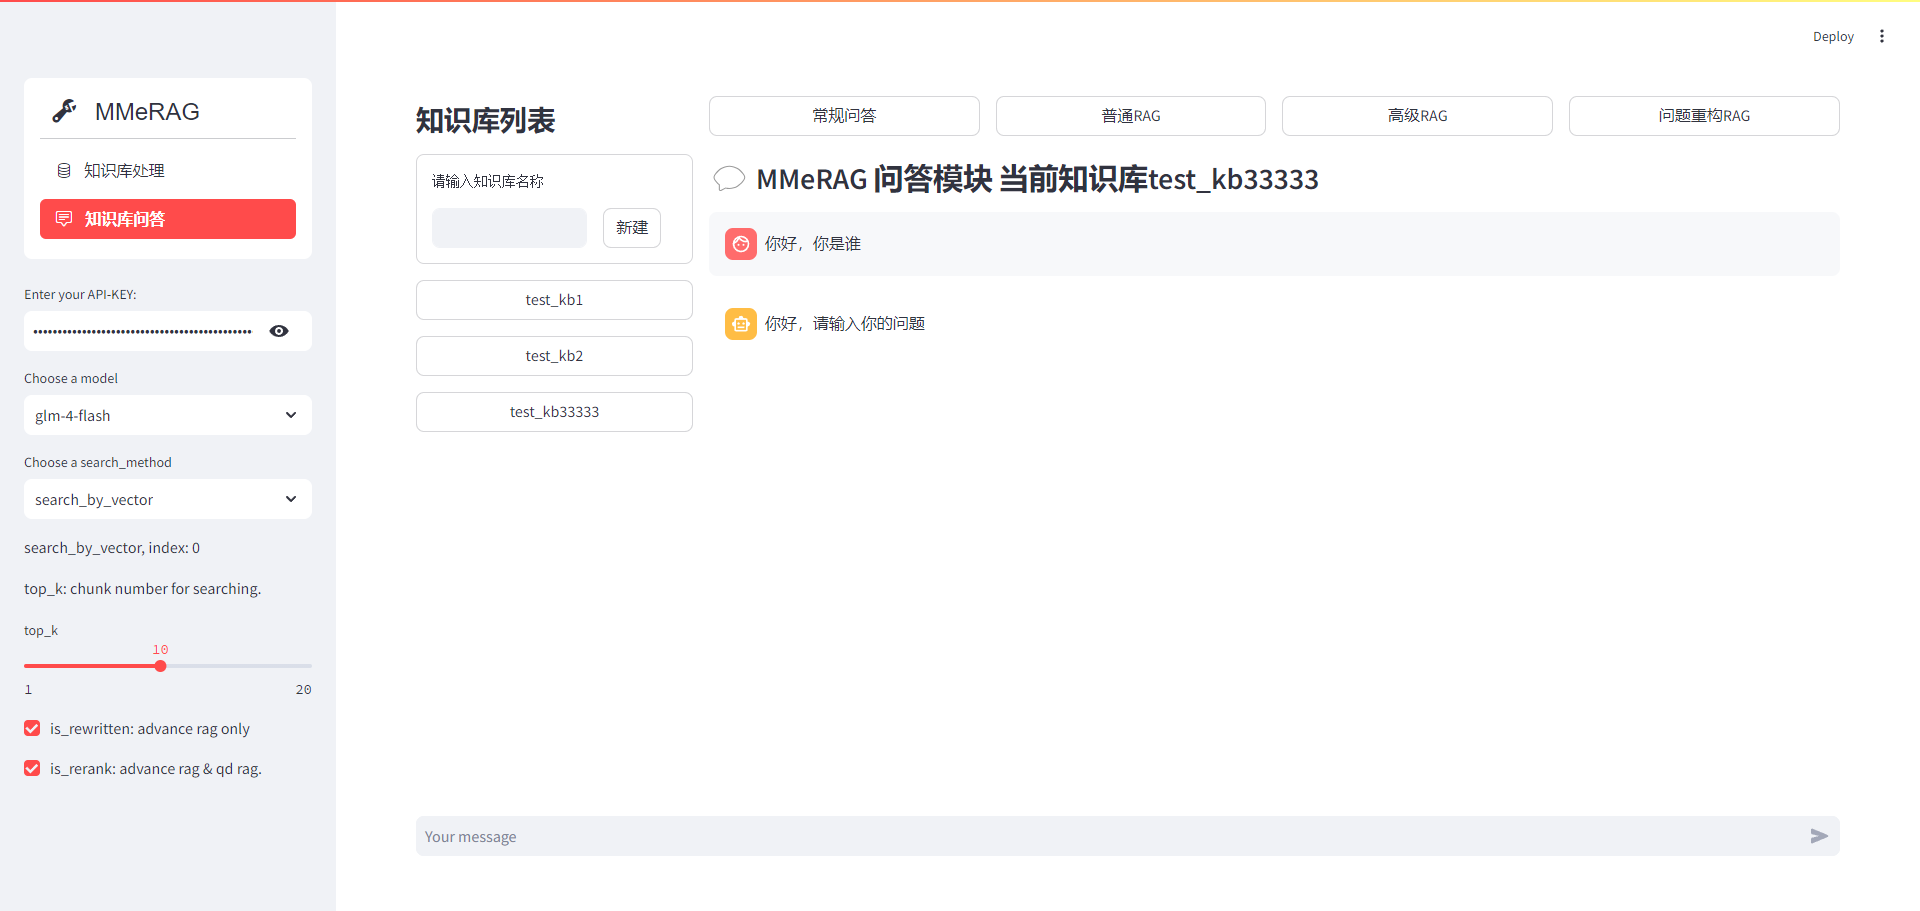 Deploy
MMeRAG
知识库处理
知识库问答
Enter your API-KEY:
Choose a model
glm-4-flash
Choose a search_method
search_by_vector
search_by_vector, index: 0
top_k: chunk number for searching.
top_k
10
1
20
is_rewritten: advance rag only
is_rerank: advance rag & qd rag.
知识库列表
请输入知识库名称
新建
test_kb1
test_kb2
test_kb33333
常规问答
普通RAG
高级RAG
问题重构RAG
MMeRAG 问答模块 当前知识库test_kb33333
你好，你是谁
你好，请输入你的问题
Your message